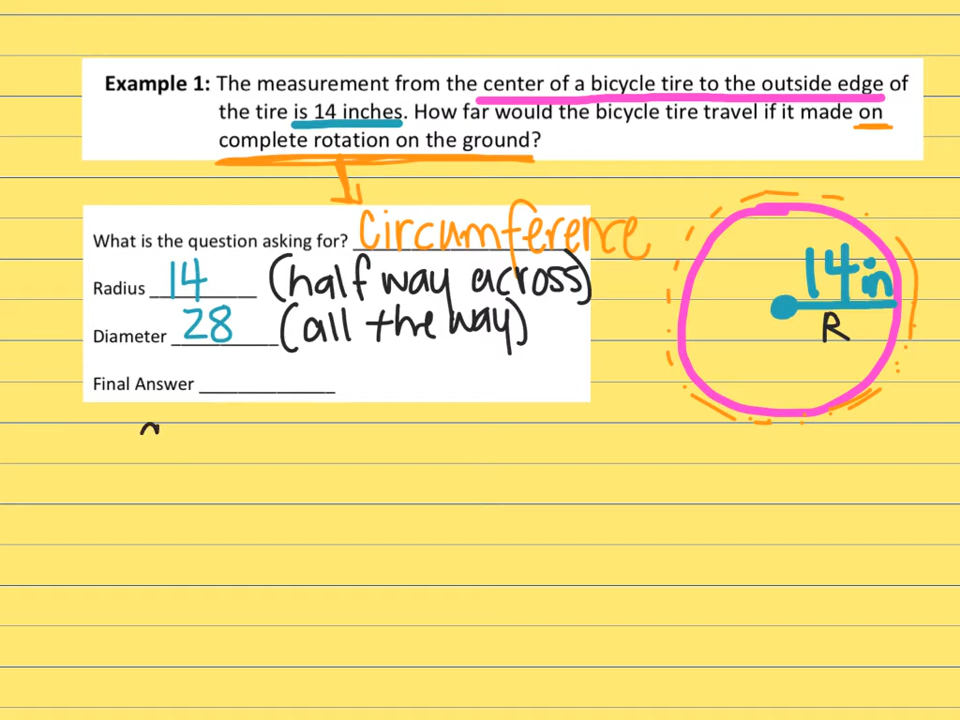 Example 1: The measurement from the center of a bicycle tire to the outside edge of
the tire is 14 inches. How far would the bicycle tire travel if it made on
complete rotation on the ground?
What is the question asking for? circumference
Radius 14 (half way across)
Diameter 28 (all the way)
Final Answer
14 in
R